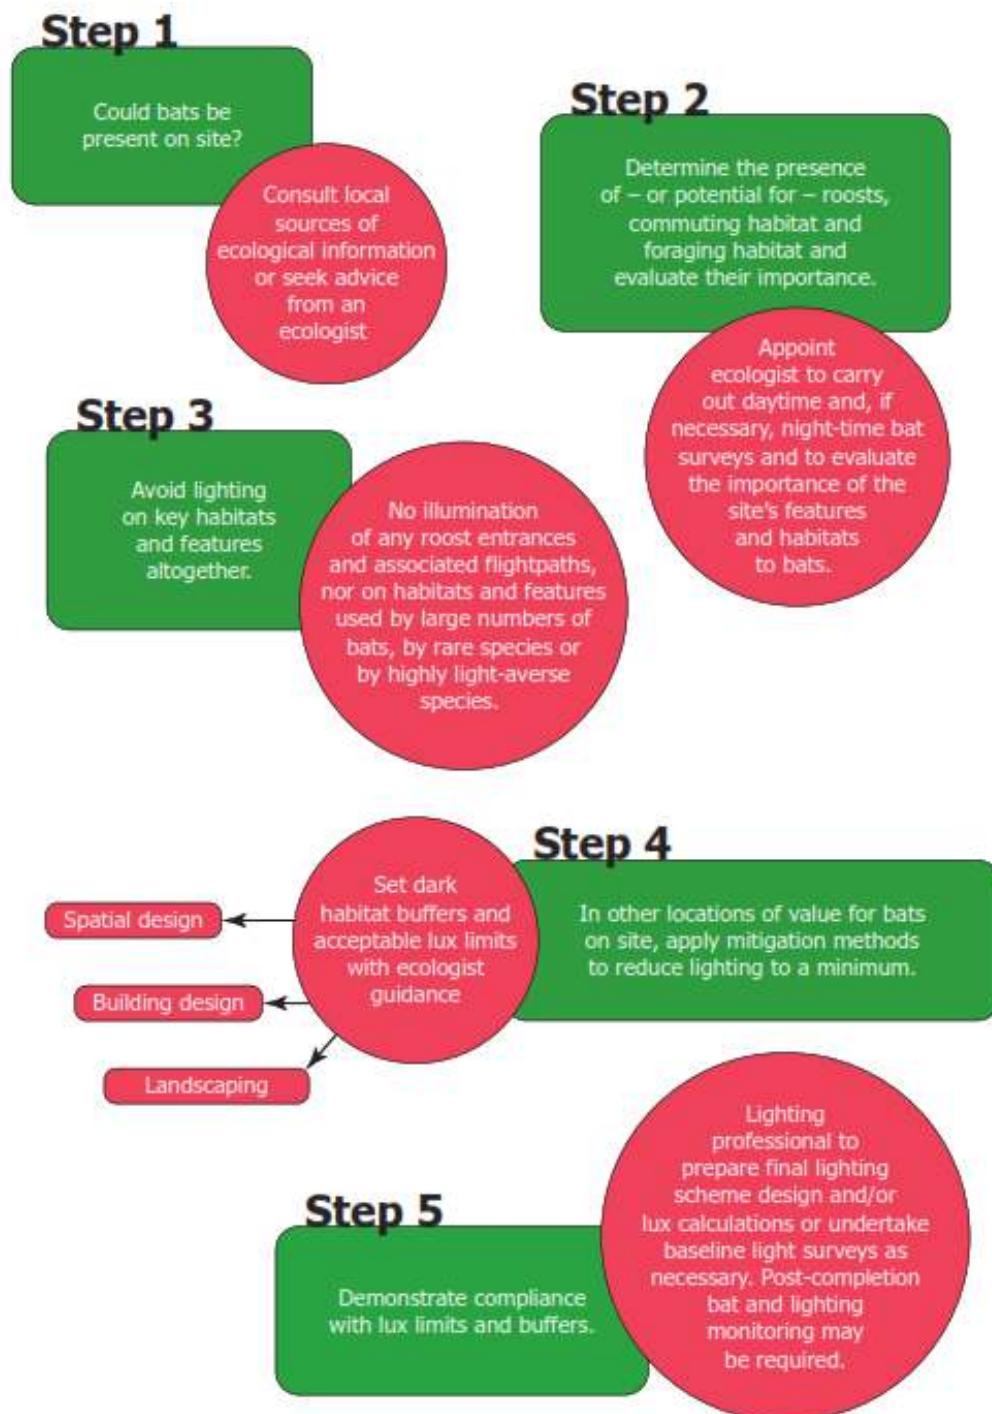 Step 1
Could bats be
present on site?
Consult local
sources of
ecological information
or seek advice
from an
ecologist
Step 2
Determine the presence
of – or potential for – roosts,
commuting habitat and
foraging habitat and
evaluate their importance.
Appoint
ecologist to carry
out daytime and, if
necessary, night-time bat
surveys and to evaluate
the importance of the
site's features
and habitats
to bats.
Step 3
Avoid lighting
on key habitats
and features
altogether.
No illumination
of any roost entrances
and associated flightpaths,
nor on habitats and features
used by large numbers of
bats, by rare species or
by highly light-averse
species.
Step 4
In other locations of value for bats
on site, apply mitigation methods
to reduce lighting to a minimum.
Set dark
habitat buffers and
acceptable lux limits
with ecologist
guidance
Spatial design
Building design
Landscaping
Step 5
Demonstrate compliance
with lux limits and buffers.
Lighting
professional to
prepare final lighting
scheme design and/or
lux calculations or undertake
baseline light surveys as
necessary. Post-completion
bat and lighting
monitoring may
be required.